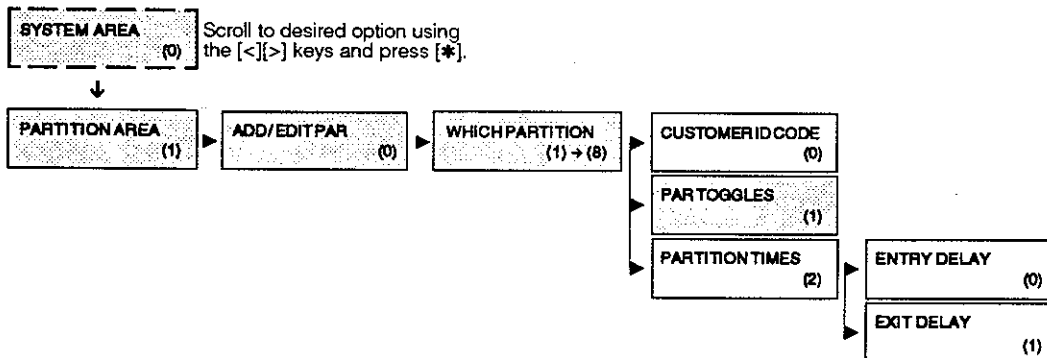 SYSTEM AREA
(0)
Scroll to desired option using
the [<][>] keys and press [✱].
PARTITION AREA
(1)
ADD/EDIT PAR
(0)
WHICH PARTITION
(1) → (8)
CUSTOMER ID CODE
(0)
PAR TOGGLES
(1)
PARTITION TIMES
(2)
ENTRY DELAY
(0)
EXIT DELAY
(1)